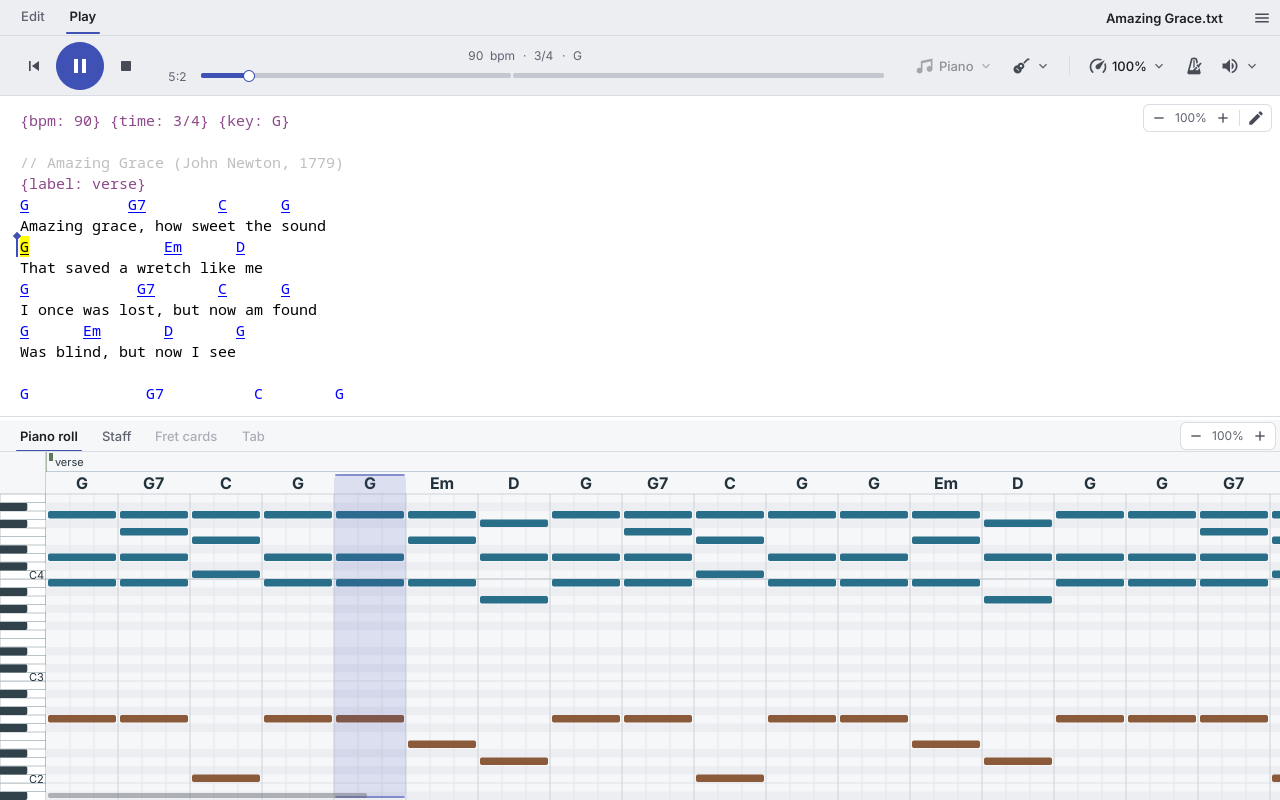 Edit Play Amazing Grace.txt
90 bpm · 3/4 · G
5:2 Piano 100%
{bpm: 90} {time: 3/4} {key: G}
100%
// Amazing Grace (John Newton, 1779)
{label: verse}
G G7 C G
Amazing grace, how sweet the sound
G Em D
That saved a wretch like me
G G7 C G
I once was lost, but now am found
G Em D G
Was blind, but now I see
G G7 C G
Piano roll Staff Fret cards Tab 100%
verse
G G7 C G G Em D G G7 C G G Em D G G G7
C4
C3
C2